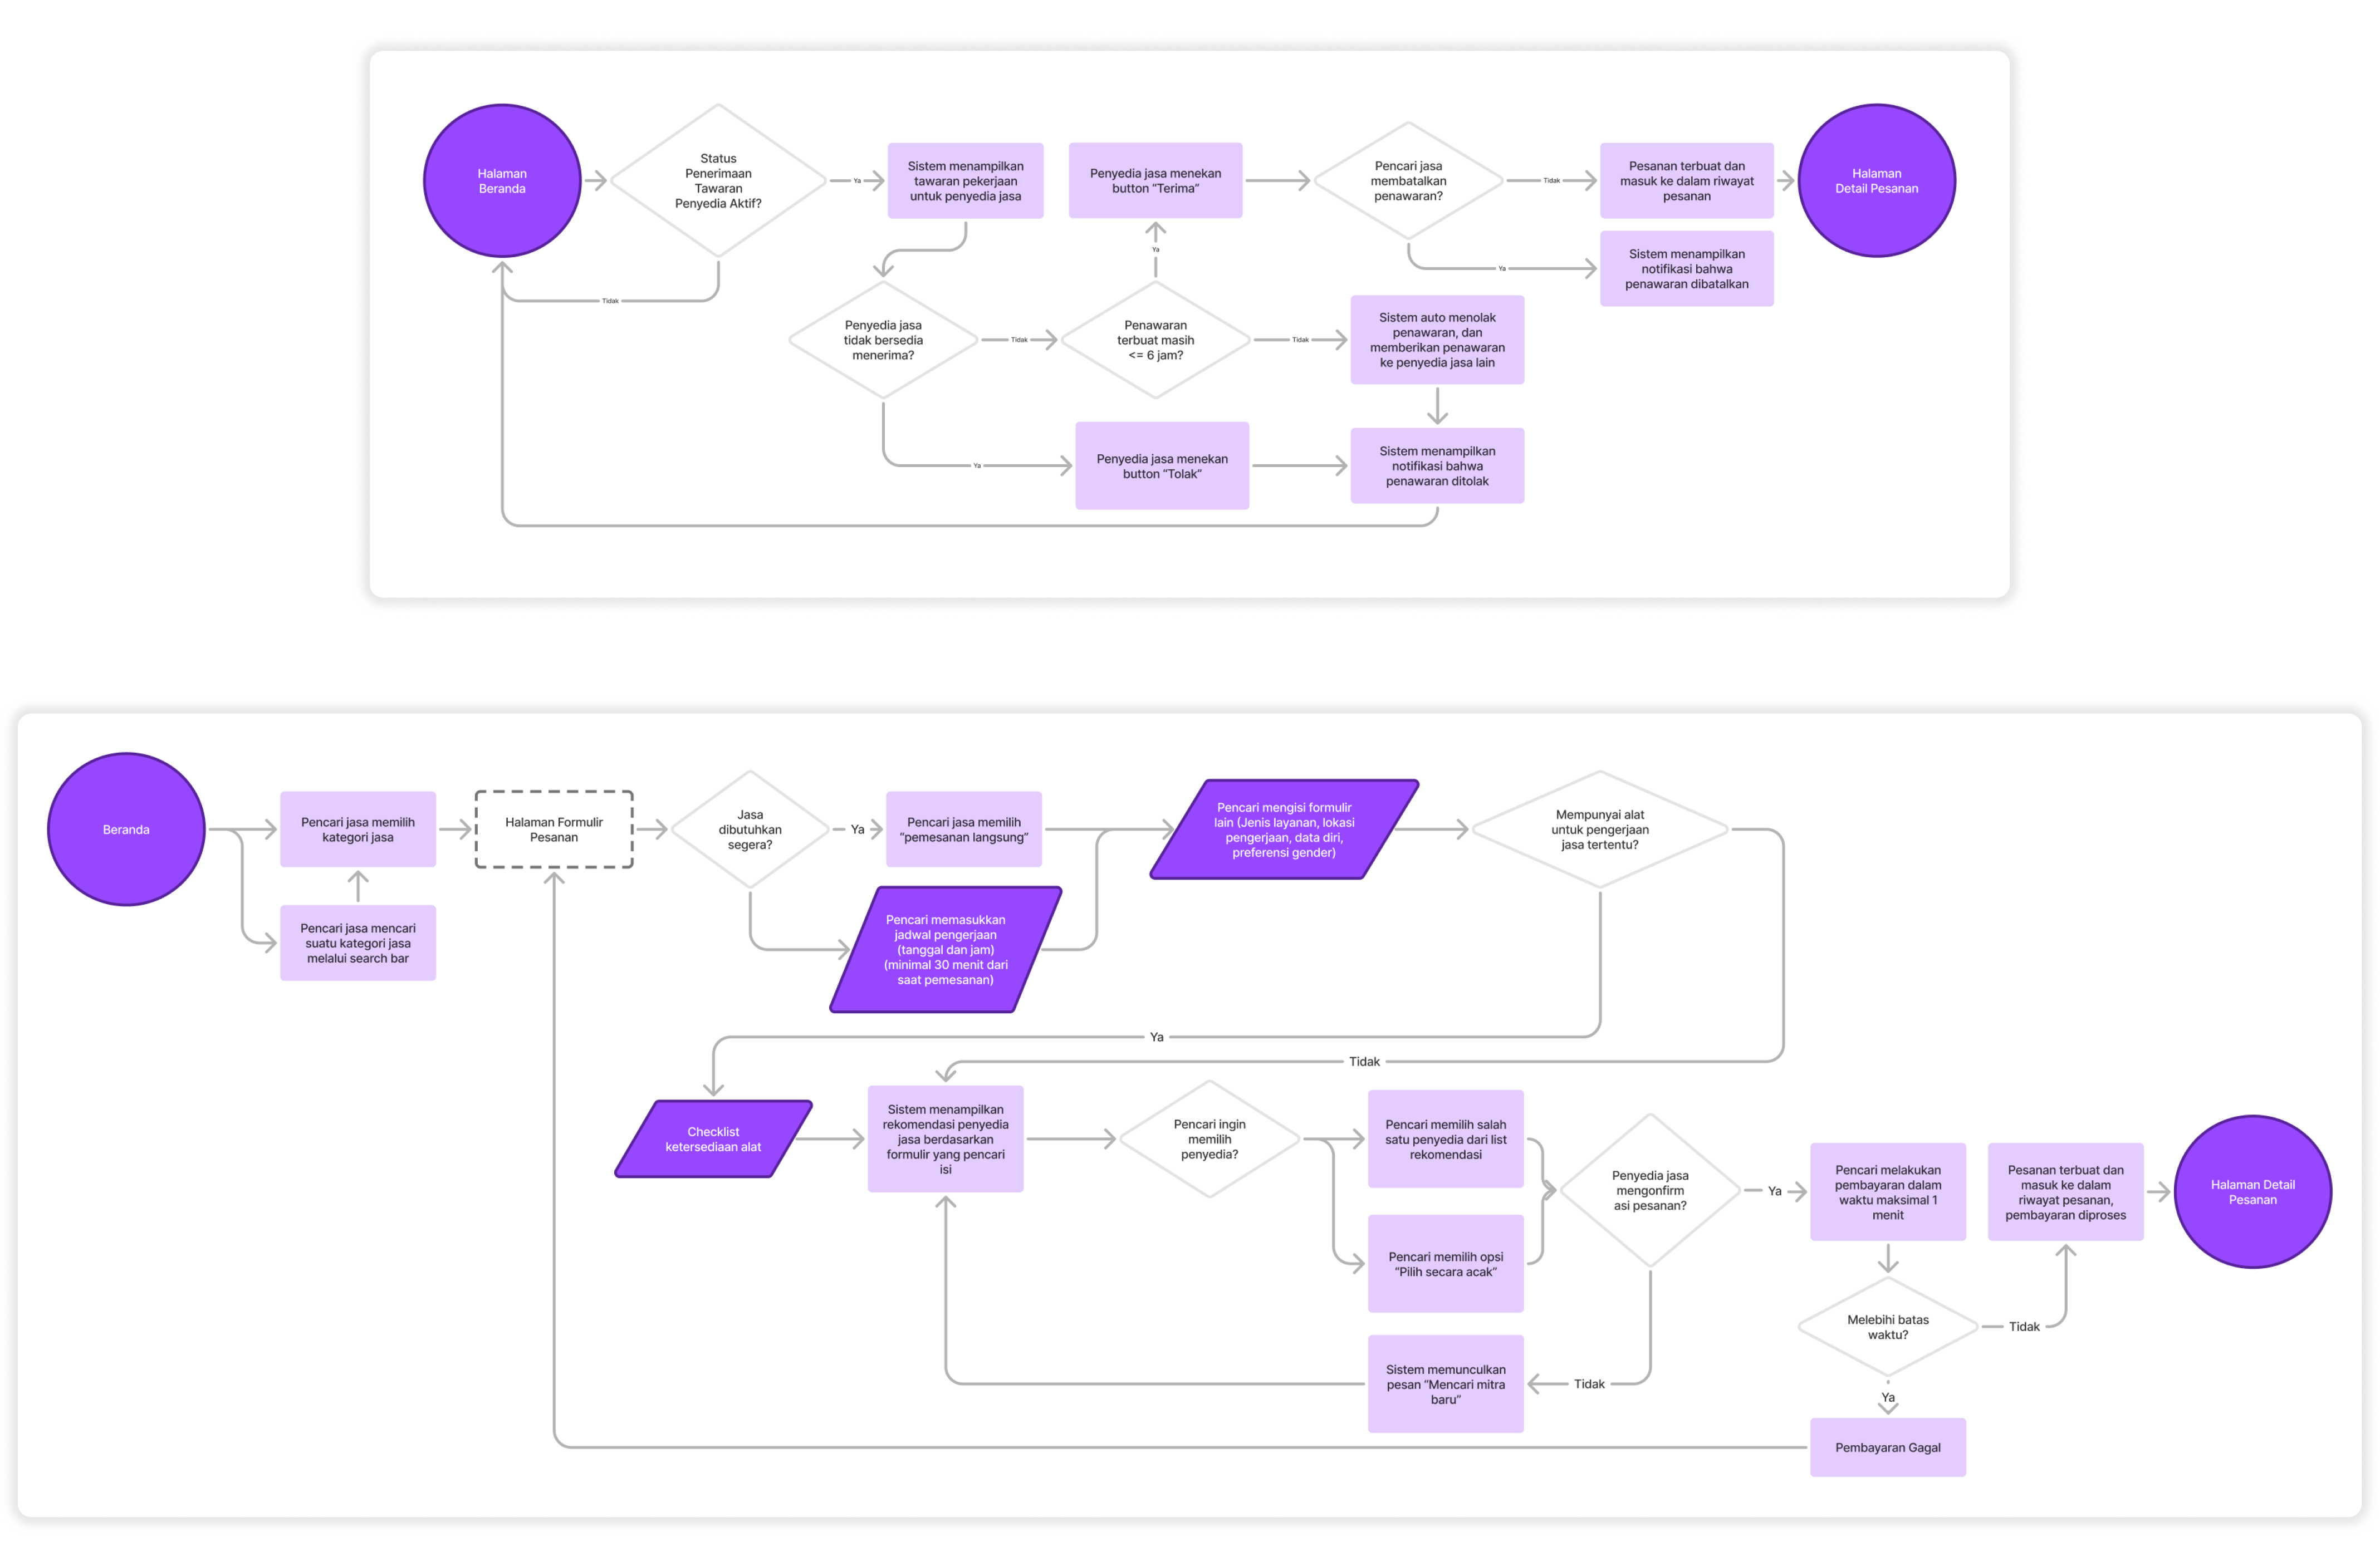 Halaman
Beranda
Status
Penerimaan
Tawaran
Penyedia Aktif?
Ya
Tidak
Sistem menampilkan
tawaran pekerjaan
untuk penyedia jasa
Penyedia jasa menekan
button “Terima”
Pencari jasa
membatalkan
penawaran?
Tidak
Ya
Pesanan terbuat dan
masuk ke dalam riwayat
pesanan
Halaman
Detail Pesanan
Sistem menampilkan
notifikasi bahwa
penawaran dibatalkan
Penyedia jasa
tidak bersedia
menerima?
Tidak
Ya
Penawaran
terbuat masih
<= 6 jam?
Ya
Tidak
Sistem auto menolak
penawaran, dan
memberikan penawaran
ke penyedia jasa lain
Penyedia jasa menekan
button “Tolak”
Sistem menampilkan
notifikasi bahwa
penawaran ditolak
Beranda
Pencari jasa memilih
kategori jasa
Pencari jasa mencari
suatu kategori jasa
melalui search bar
Halaman Formulir
Pesanan
Jasa
dibutuhkan
segera?
Ya
Pencari jasa memilih
“pemesanan langsung”
Pencari memasukkan
jadwal pengerjaan
(tanggal dan jam)
(minimal 30 menit dari
saat pemesanan)
Pencari mengisi formulir
lain (Jenis layanan, lokasi
pengerjaan, data diri,
preferensi gender)
Mempunyai alat
untuk pengerjaan
jasa tertentu?
Ya
Tidak
Checklist
ketersediaan alat
Sistem menampilkan
rekomendasi penyedia
jasa berdasarkan
formulir yang pencari
isi
Pencari ingin
memilih
penyedia?
Pencari memilih salah
satu penyedia dari list
rekomendasi
Pencari memilih opsi
“Pilih secara acak”
Penyedia jasa
mengonfirm
asi pesanan?
Ya
Tidak
Sistem memunculkan
pesan “Mencari mitra
baru”
Pencari melakukan
pembayaran dalam
waktu maksimal 1
menit
Melebihi batas
waktu?
Tidak
Ya
Pembayaran Gagal
Pesanan terbuat dan
masuk ke dalam
riwayat pesanan,
pembayaran diproses
Halaman Detail
Pesanan